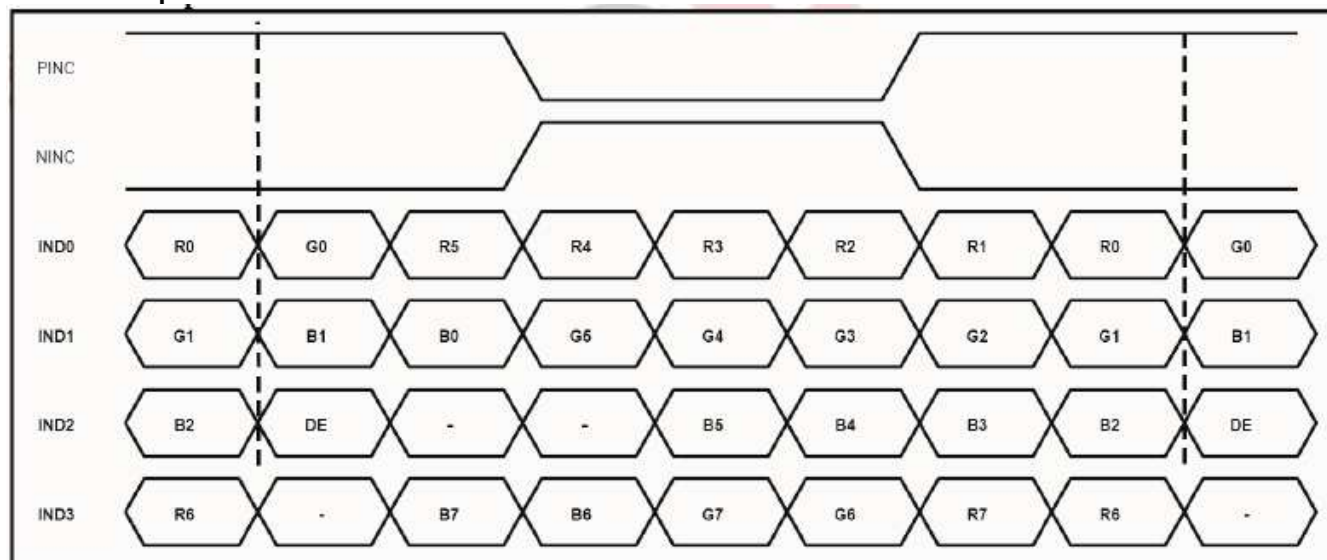 PINC
NINC
IND0 R0 G0 R5 R4 R3 R2 R1 R0 G0
IND1 G1 B1 B0 G5 G4 G3 G2 G1 B1
IND2 B2 DE - - B5 B4 B3 B2 DE
IND3 R6 - B7 B6 G7 G6 R7 R6 -